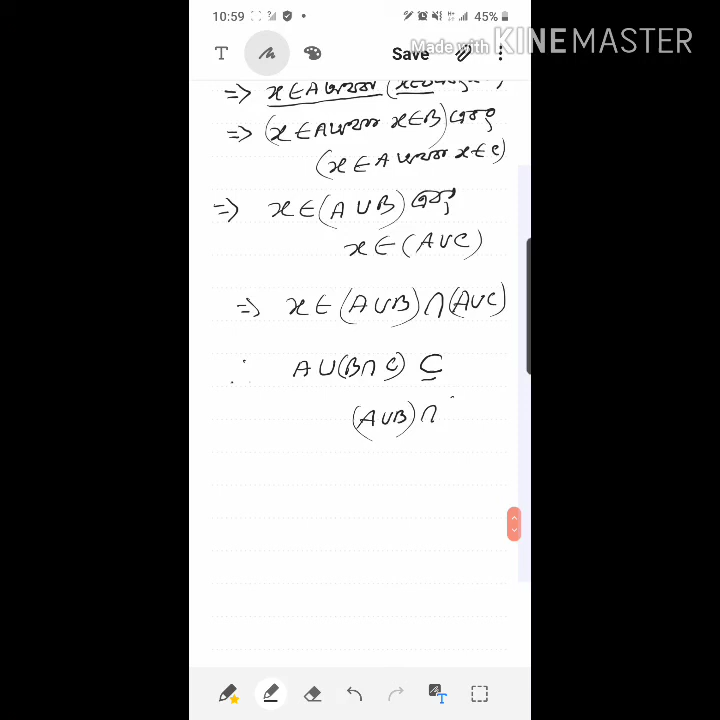 10:59 45%
Made with KINEMASTER
T Save
=> x∈A অথবা
=> (x∈A অথবা x∈B) এবং
(x∈A অথবা x∈C)
=> x∈(A∪B) এবং
x∈(A∪C)
=> x∈(A∪B)∩(A∪C)
∴ A∪(B∩C) ⊆
(A∪B)∩